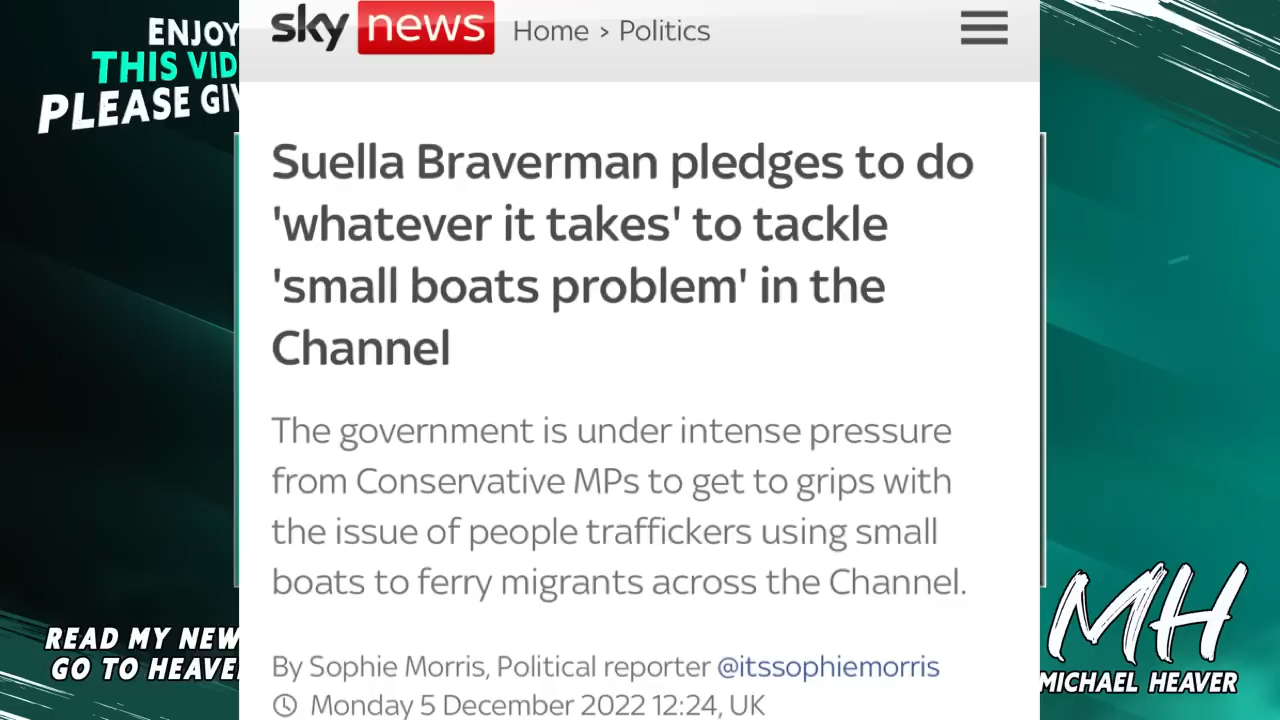 ENJOY
THIS VID
PLEASE GIV
sky news Home > Politics
Suella Braverman pledges to do
'whatever it takes' to tackle
'small boats problem' in the
Channel
The government is under intense pressure
from Conservative MPs to get to grips with
the issue of people traffickers using small
boats to ferry migrants across the Channel.
By Sophie Morris, Political reporter @itssophiemorris
Monday 5 December 2022 12:24, UK
READ MY NEW
GO TO HEAVE
MH
MICHAEL HEAVER